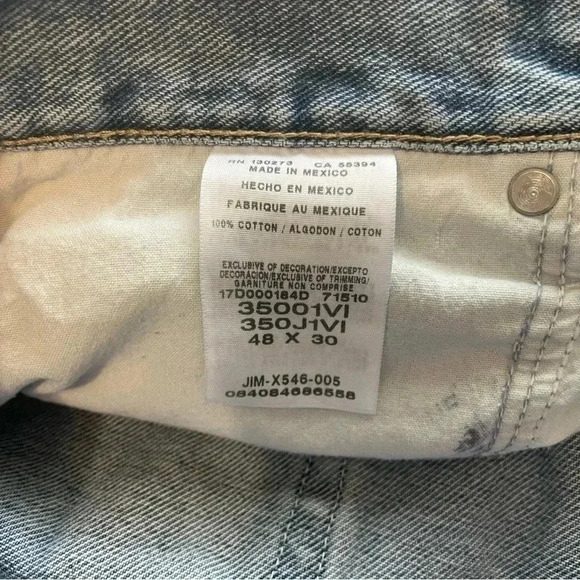 RN 130273 CA 55394
MADE IN MEXICO
HECHO EN MEXICO
FABRIQUE AU MEXIQUE
100% COTTON / ALGODON / COTON
EXCLUSIVE OF DECORATION/EXCEPTO
DECORACION/EXCLUSIVE OF TRIMMING/
GARNITURE NON COMPRISE
17D000184D 71510
35001VI
350J1VI
48 X 30
JIM-X546-005
084084686558